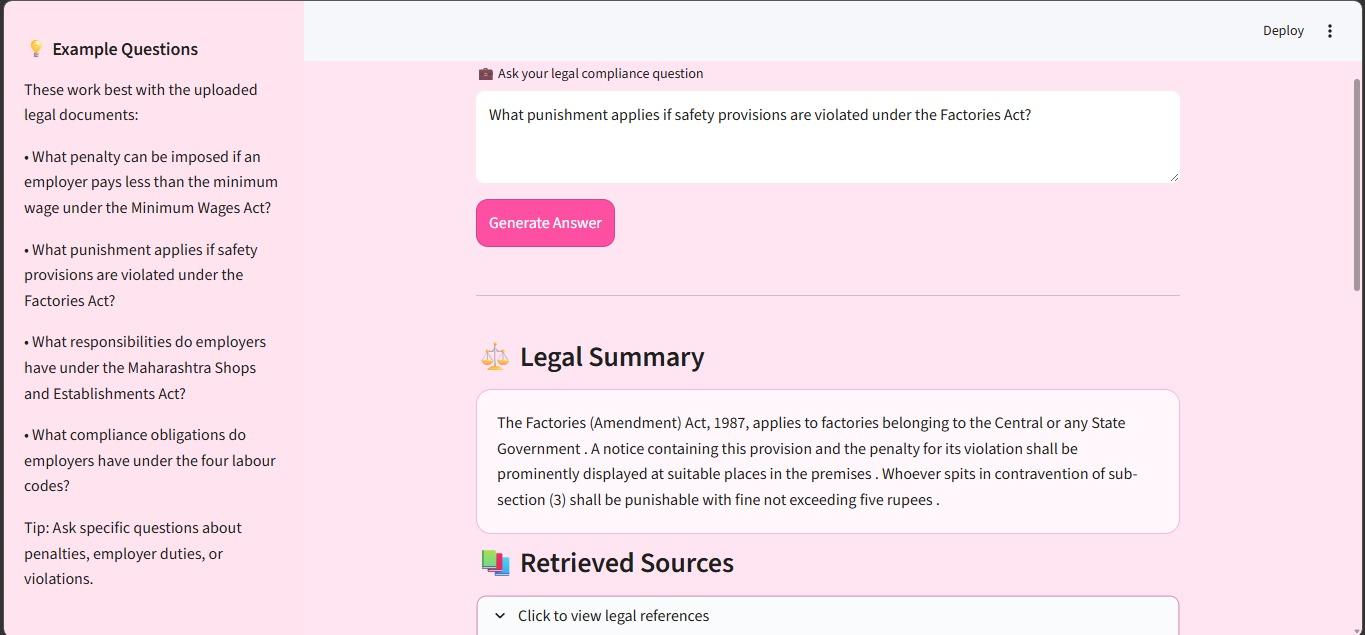 💡 Example Questions
These work best with the uploaded
legal documents:
• What penalty can be imposed if an
employer pays less than the minimum
wage under the Minimum Wages Act?
• What punishment applies if safety
provisions are violated under the
Factories Act?
• What responsibilities do employers
have under the Maharashtra Shops
and Establishments Act?
• What compliance obligations do
employers have under the four labour
codes?
Tip: Ask specific questions about
penalties, employer duties, or
violations.
Deploy
💼 Ask your legal compliance question
What punishment applies if safety provisions are violated under the Factories Act?
Generate Answer
⚖️ Legal Summary
The Factories (Amendment) Act, 1987, applies to factories belonging to the Central or any State
Government . A notice containing this provision and the penalty for its violation shall be
prominently displayed at suitable places in the premises . Whoever spits in contravention of sub-
section (3) shall be punishable with fine not exceeding five rupees .
📚 Retrieved Sources
Click to view legal references